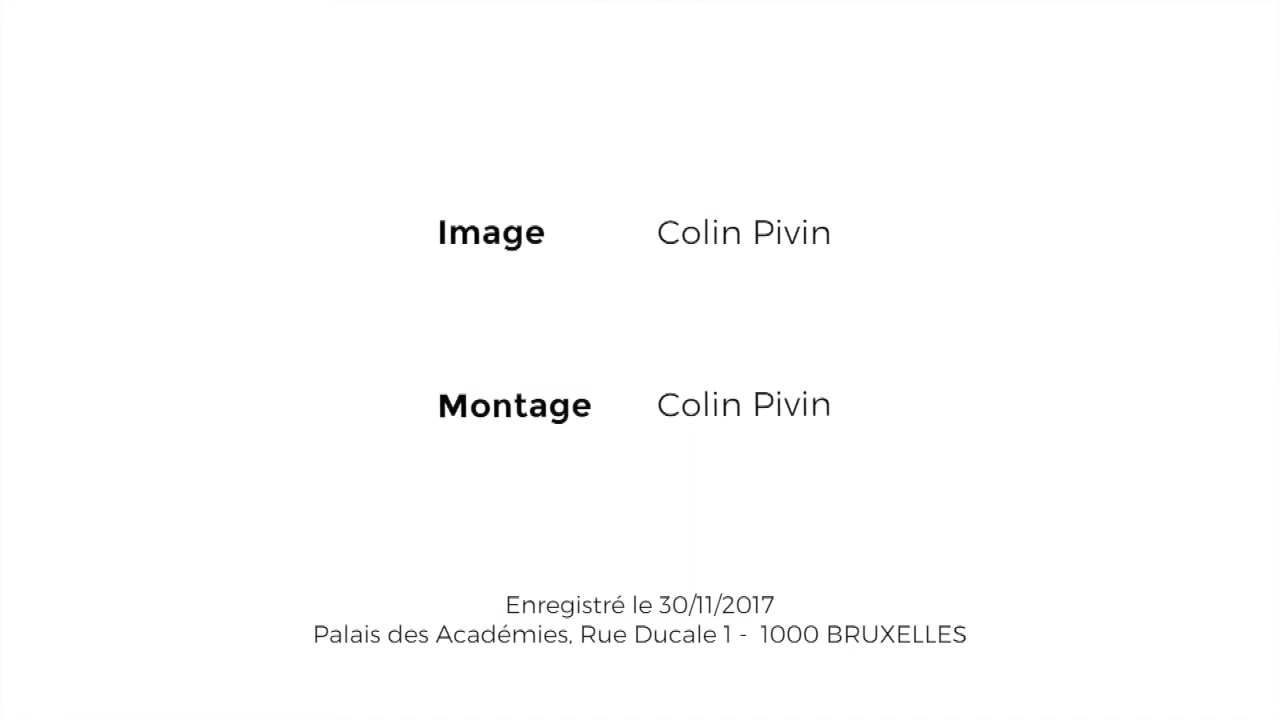 Image Colin Pivin
Montage Colin Pivin
Enregistré le 30/11/2017
Palais des Académies, Rue Ducale 1 - 1000 BRUXELLES